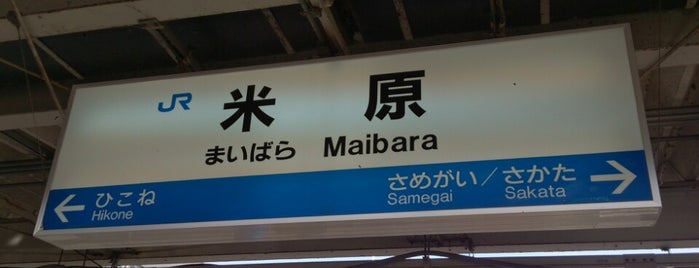 JR 米原
まいばら Maibara
← ひこね さめがい／さかた →
Hikone Samegai Sakata